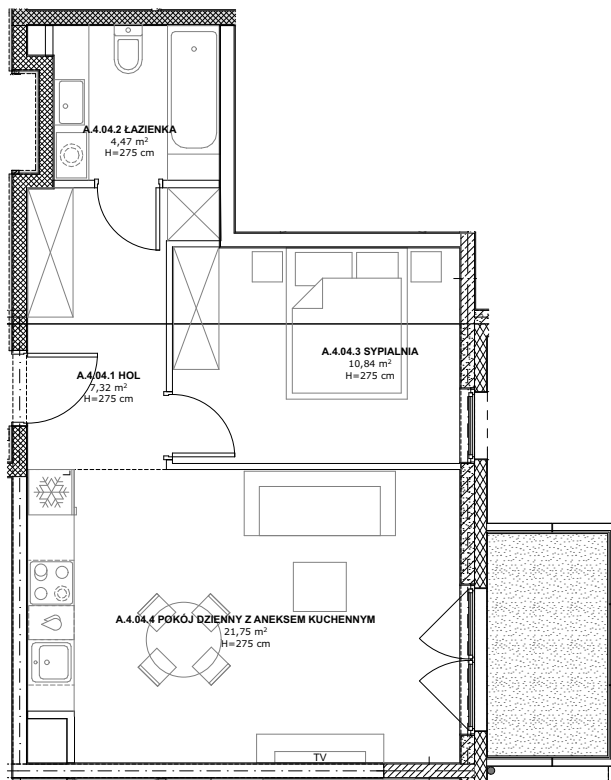 A.4.04.2 ŁAZIENKA
4,47 m²
H=275 cm
A.4.04.3 SYPIALNIA
10,84 m²
H=275 cm
A.4.04.1 HOL
7,32 m²
H=275 cm
L
A.4.04.4 POKÓJ DZIENNY Z ANEKSEM KUCHENNYM
21,75 m²
H=275 cm
TV